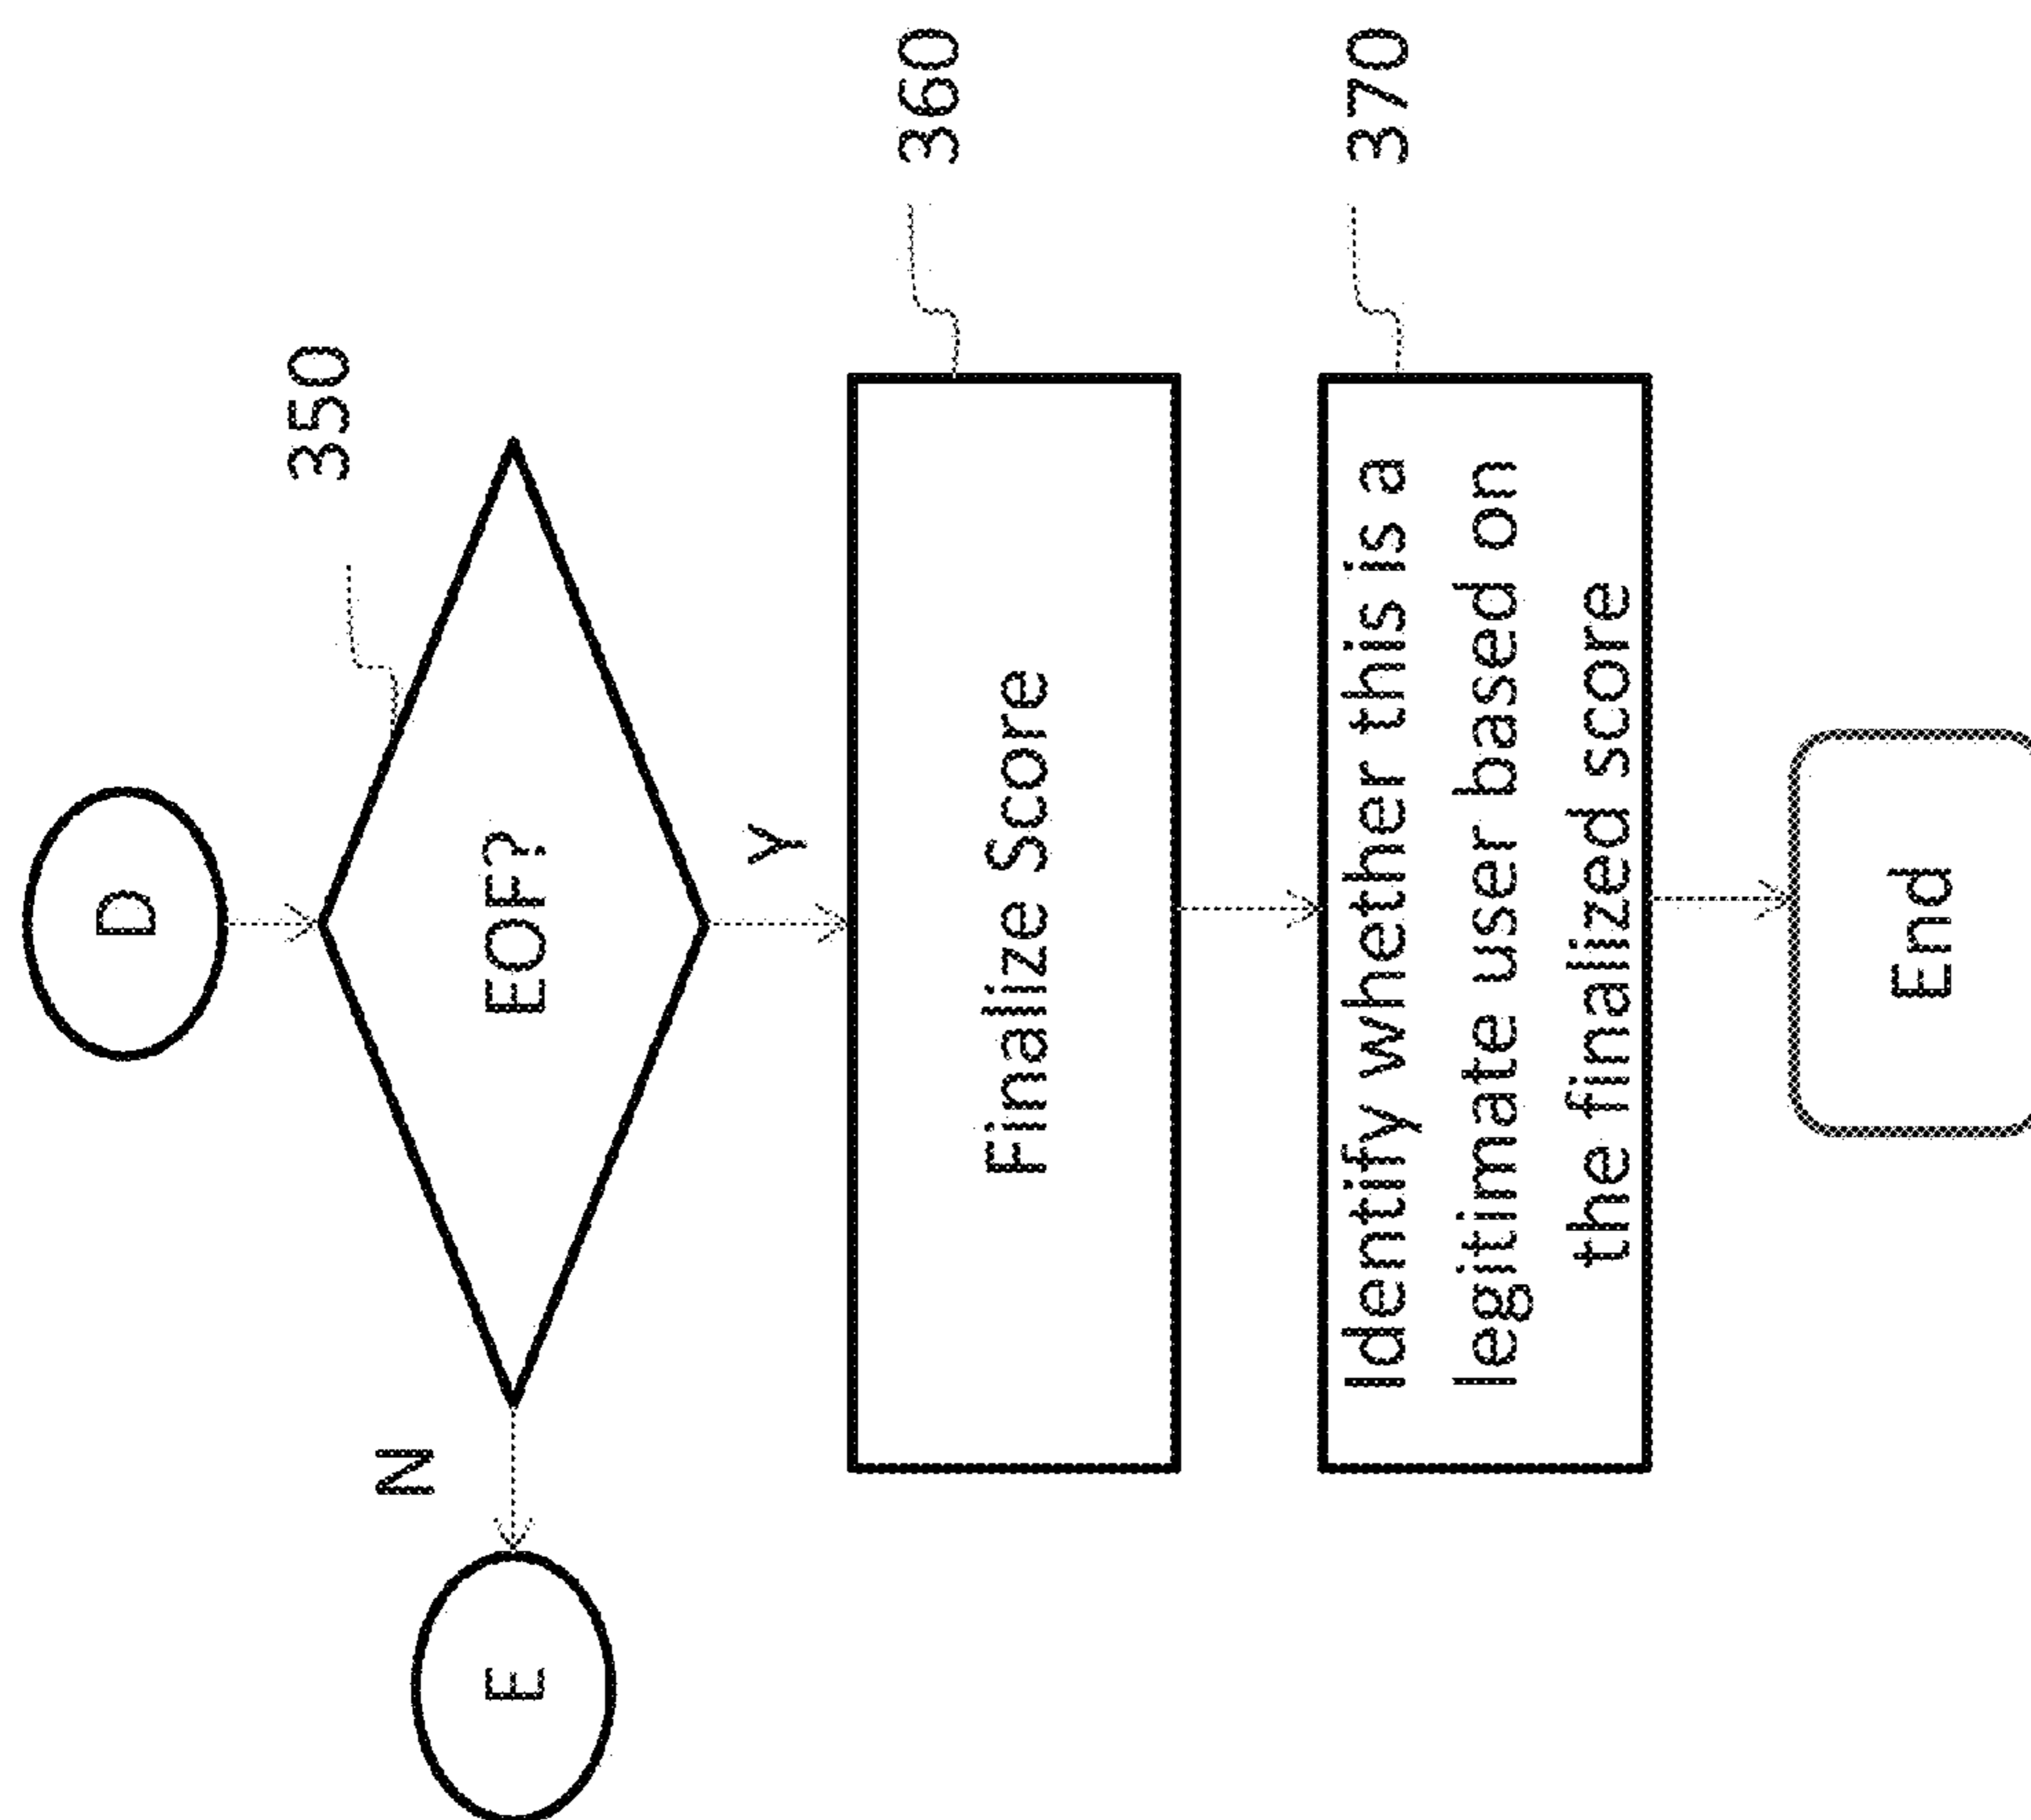 D
350
EOF?
N
E
Y
360
Finalize Score
370
Identify whether this is a
legitimate user based on
the finalized score
End